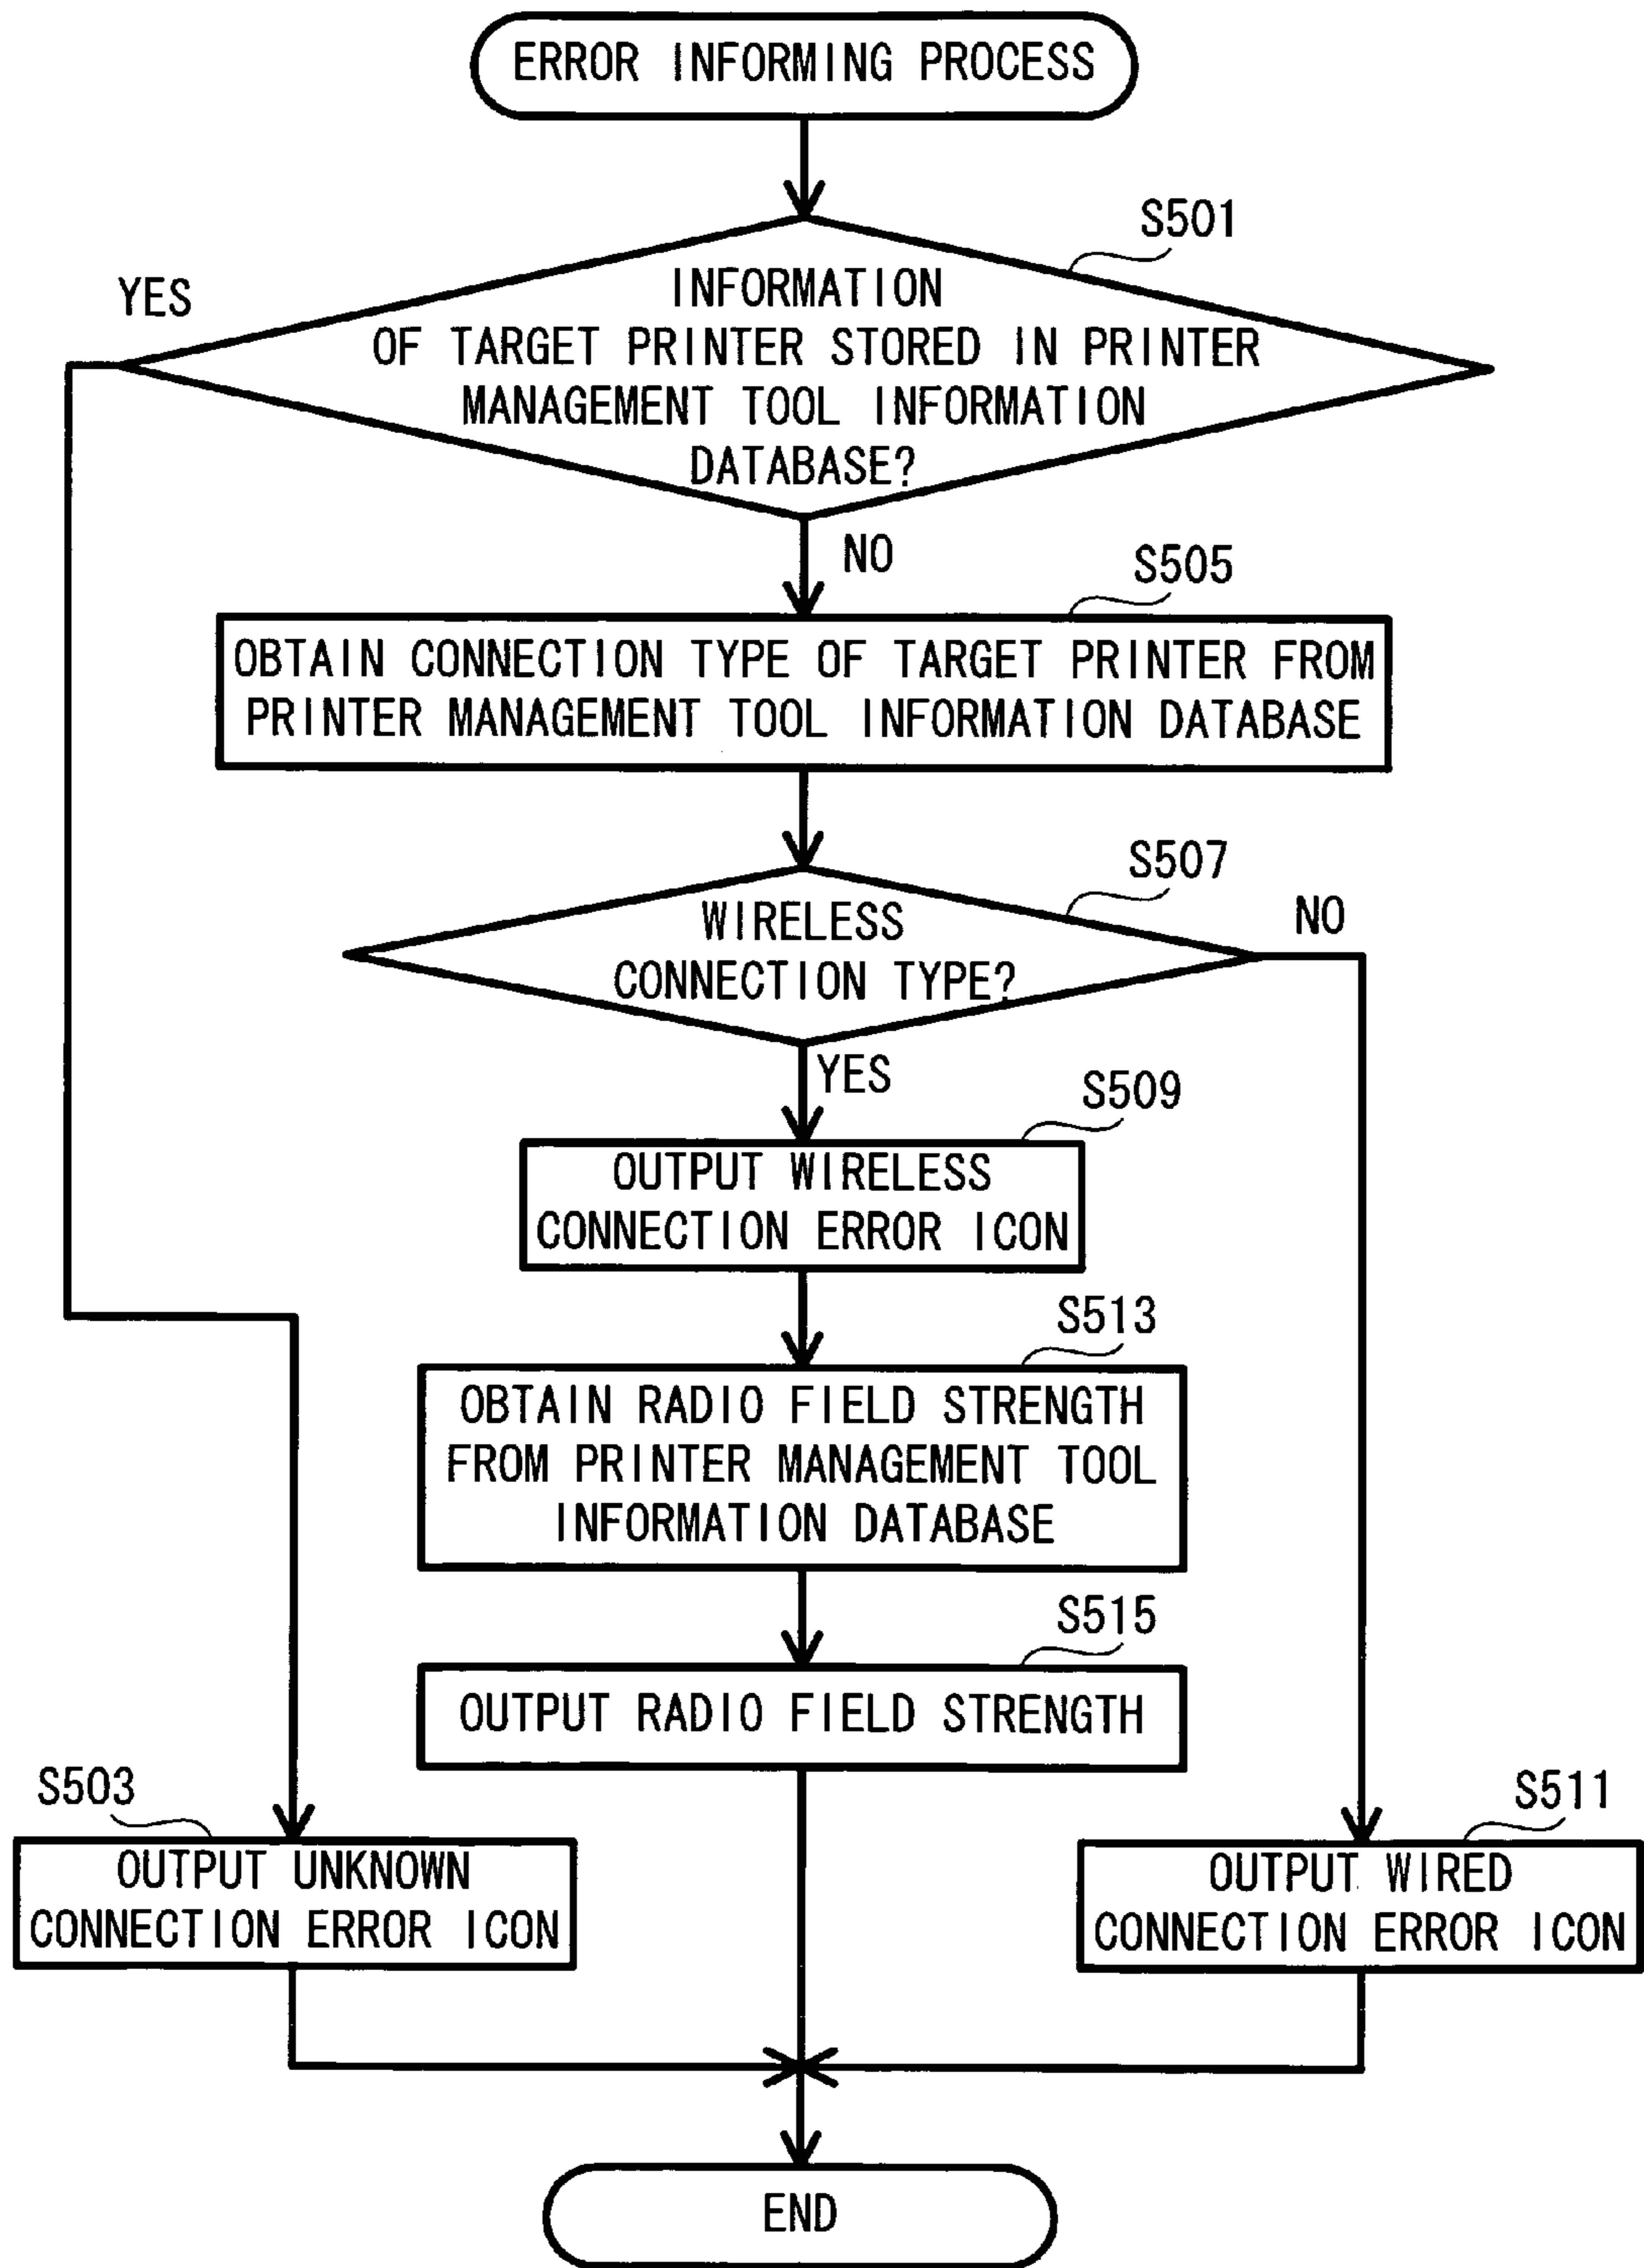 ERROR INFORMING PROCESS
S501
YES
INFORMATION
OF TARGET PRINTER STORED IN PRINTER
MANAGEMENT TOOL INFORMATION
DATABASE?
NO
S505
OBTAIN CONNECTION TYPE OF TARGET PRINTER FROM
PRINTER MANAGEMENT TOOL INFORMATION DATABASE
S507
NO
WIRELESS
CONNECTION TYPE?
YES
S509
OUTPUT WIRELESS
CONNECTION ERROR ICON
S513
OBTAIN RADIO FIELD STRENGTH
FROM PRINTER MANAGEMENT TOOL
INFORMATION DATABASE
S515
OUTPUT RADIO FIELD STRENGTH
S503
OUTPUT UNKNOWN
CONNECTION ERROR ICON
S511
OUTPUT WIRED
CONNECTION ERROR ICON
END